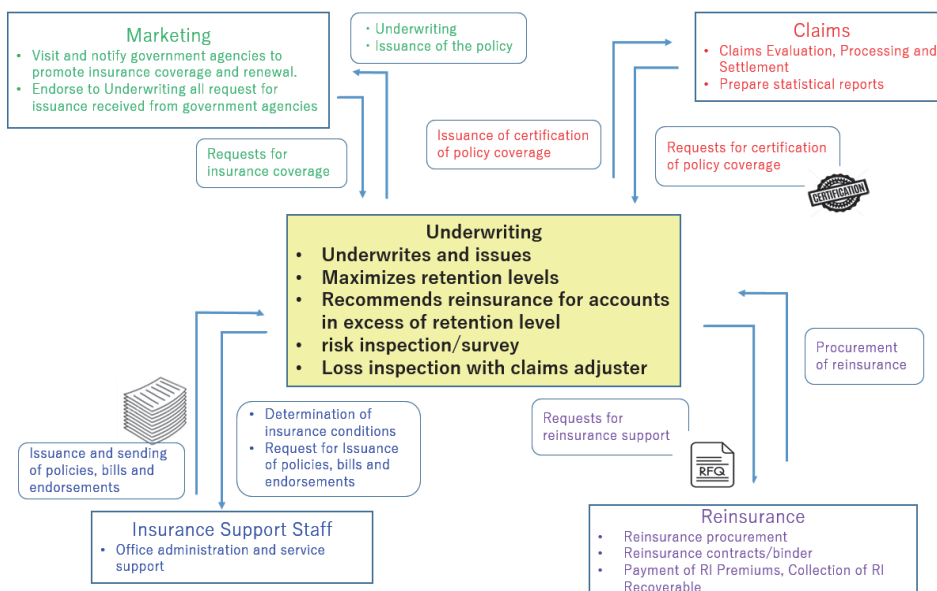 Marketing
• Visit and notify government agencies to
promote insurance coverage and renewal.
• Endorse to Underwriting all request for
issuance received from government agencies
• Underwriting
• Issuance of the policy
Claims
• Claims Evaluation, Processing and
Settlement
• Prepare statistical reports
Requests for
insurance coverage
Issuance of certification
of policy coverage
Requests for certification
of policy coverage
CERTIFICATION
Underwriting
• Underwrites and issues
• Maximizes retention levels
• Recommends reinsurance for accounts
in excess of retention level
• risk inspection/survey
• Loss inspection with claims adjuster
Procurement
of reinsurance
Issuance and sending
of policies, bills and
endorsements
• Determination of
insurance conditions
• Request for Issuance
of policies, bills and
endorsements
Requests for
reinsurance support
RFQ
Insurance Support Staff
• Office administration and service
support
Reinsurance
• Reinsurance procurement
• Reinsurance contracts/binder
• Payment of RI Premiums, Collection of RI
Recoverable